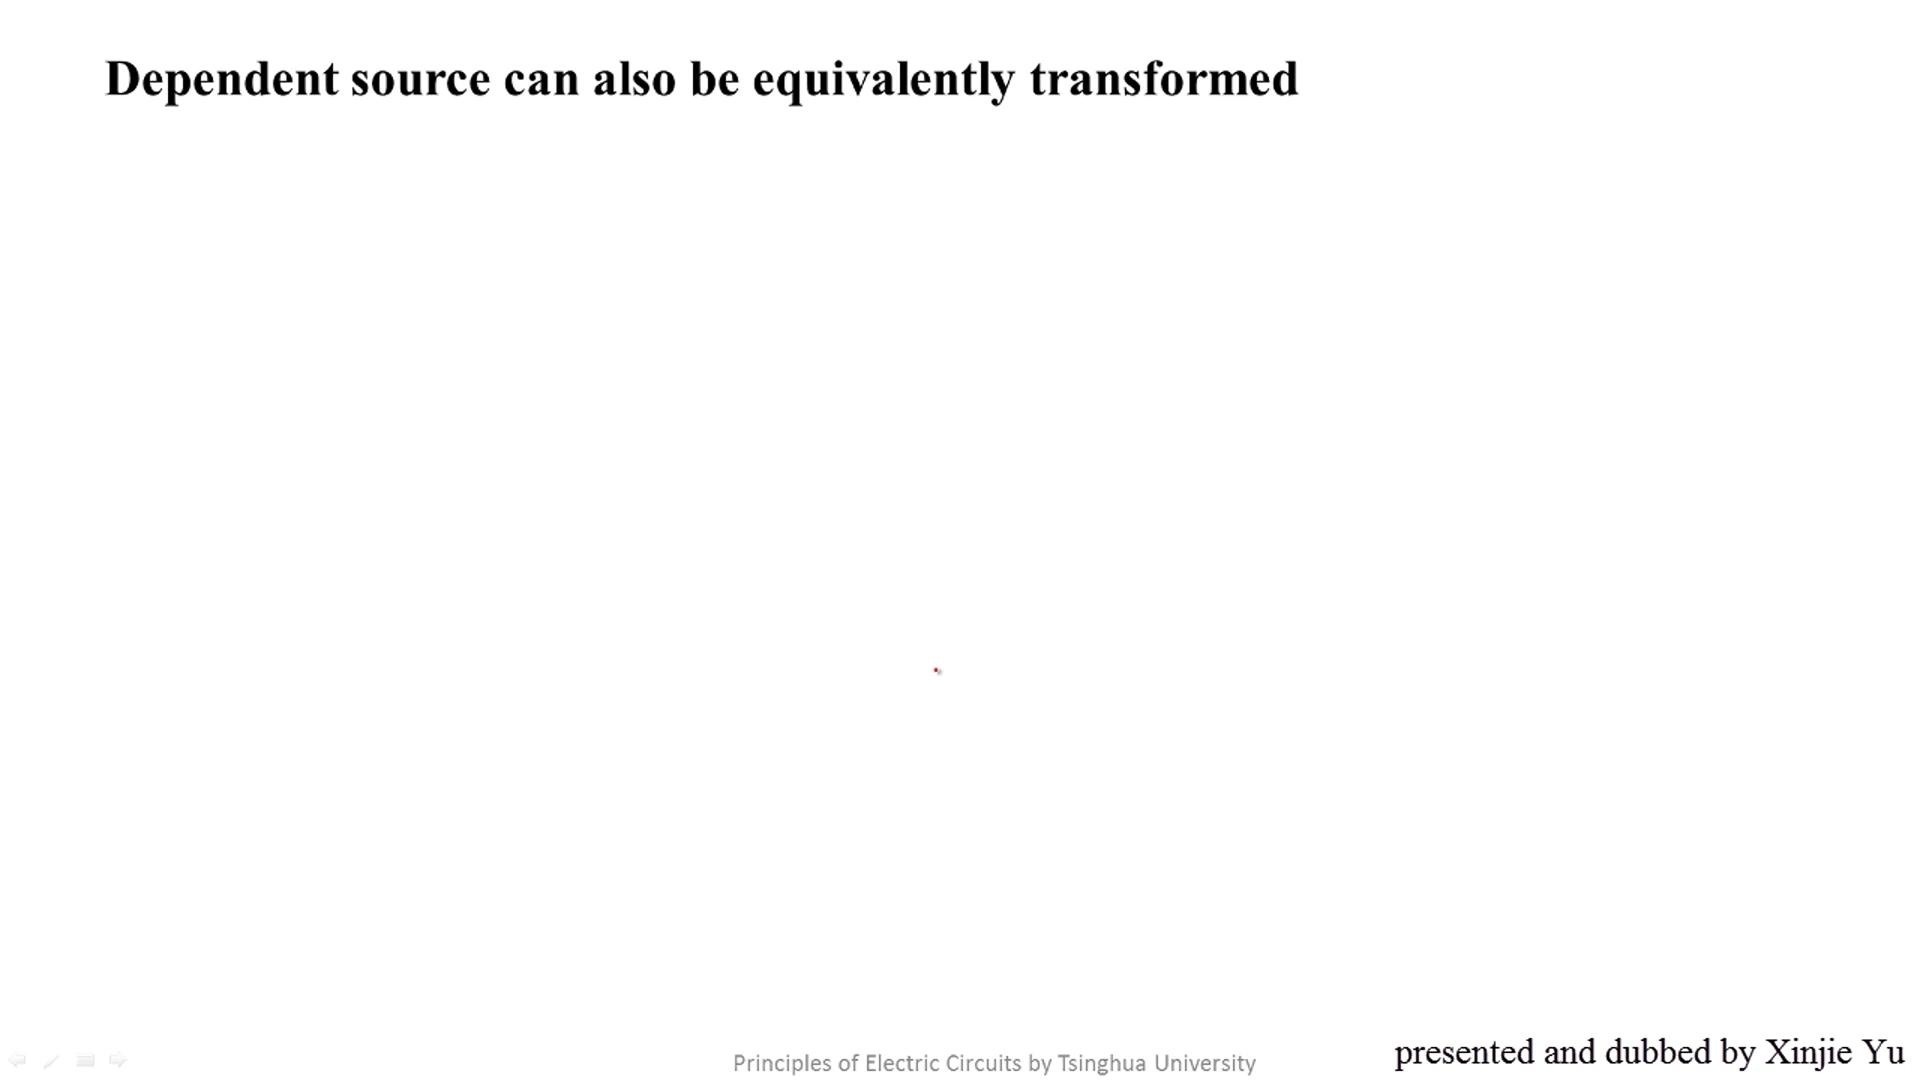 Dependent source can also be equivalently transformed
Principles of Electric Circuits by Tsinghua University
presented and dubbed by Xinjie Yu